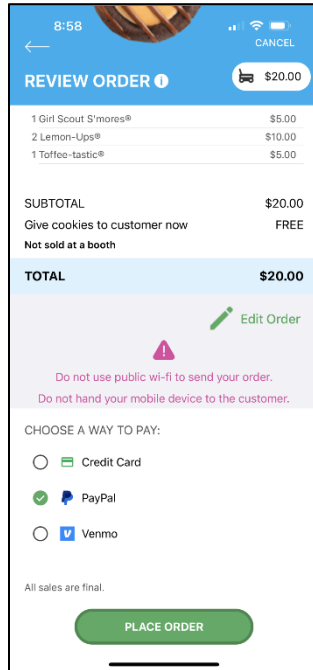 8:58
CANCEL
REVIEW ORDER i $20.00
1 Girl Scout S'mores® $5.00
2 Lemon-Ups® $10.00
1 Toffee-tastic® $5.00
SUBTOTAL $20.00
Give cookies to customer now FREE
Not sold at a booth
TOTAL $20.00
Edit Order
!
Do not use public wi-fi to send your order.
Do not hand your mobile device to the customer.
CHOOSE A WAY TO PAY:
Credit Card
PayPal
Venmo
All sales are final.
PLACE ORDER